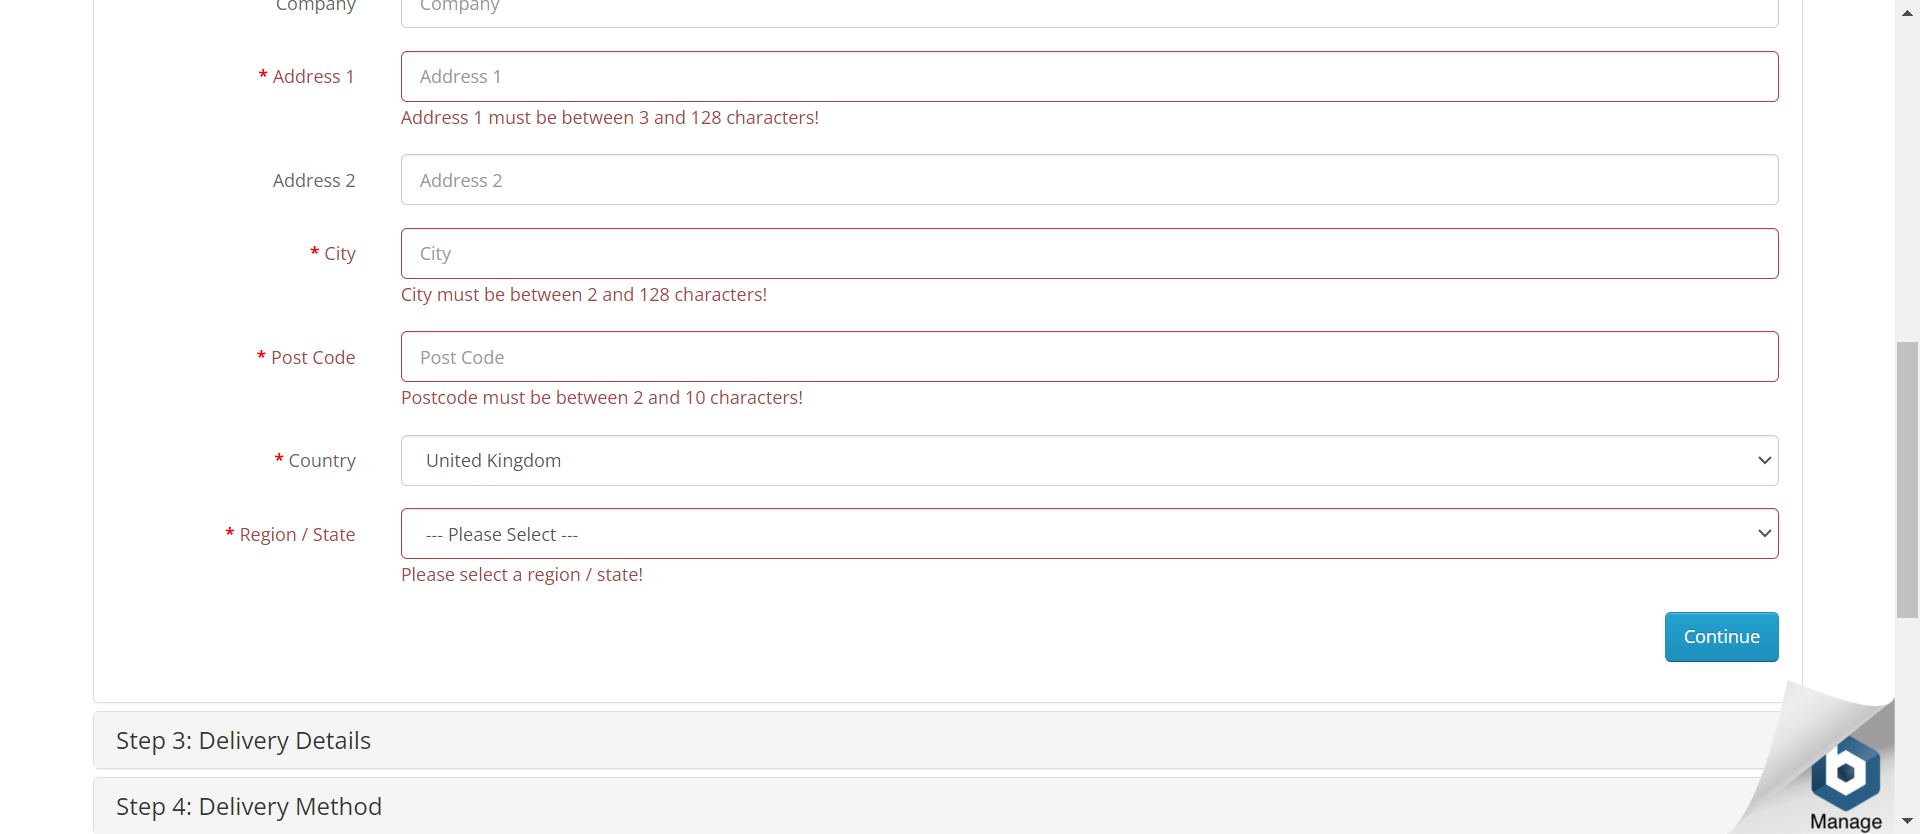 Company
Company
* Address 1
Address 1
Address 1 must be between 3 and 128 characters!
Address 2
Address 2
* City
City
City must be between 2 and 128 characters!
* Post Code
Post Code
Postcode must be between 2 and 10 characters!
* Country
United Kingdom
* Region / State
--- Please Select ---
Please select a region / state!
Continue
Step 3: Delivery Details
Step 4: Delivery Method
b
Manage